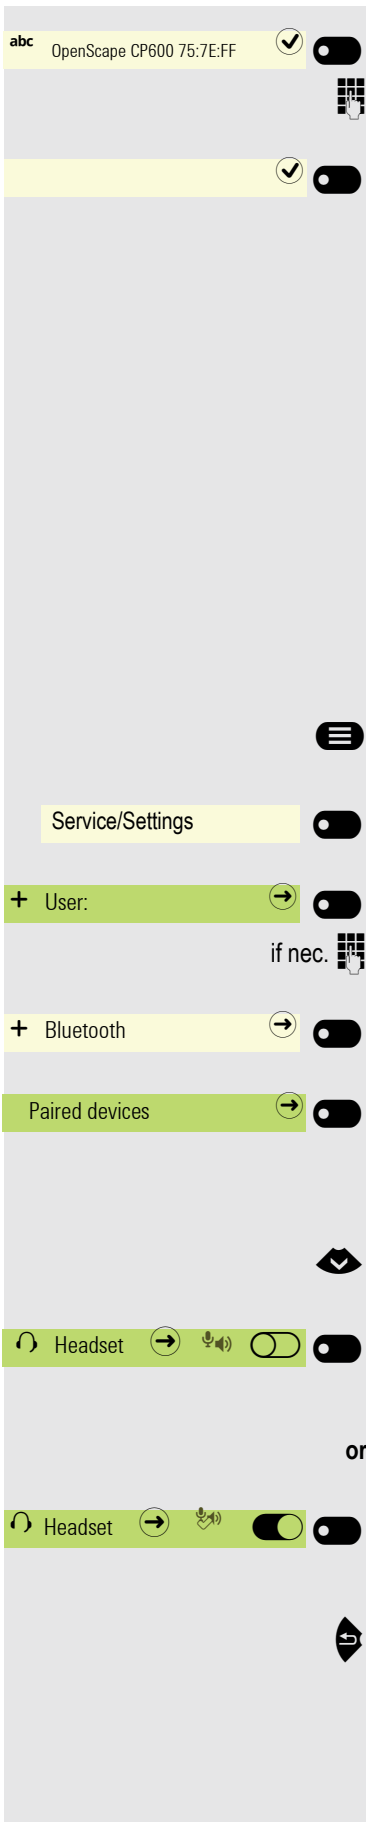 abc OpenScape CP600 75:7E:FF
Service/Settings
+ User:
if nec.
+ Bluetooth
Paired devices
Headset
or
Headset